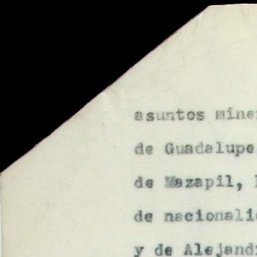 asuntos mine
de Guadalupe
de Mazapil,
de nacionali
y de Alejand